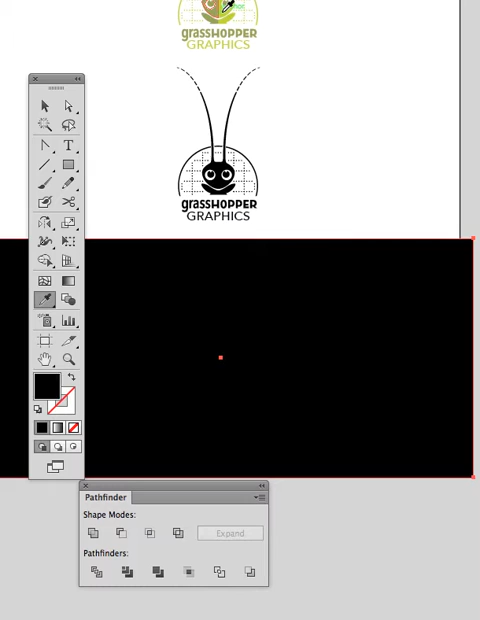 grassHOPPER
GRAPHICS
grassHOPPER
GRAPHICS
T
Pathfinder
Shape Modes:
Expand
Pathfinders: